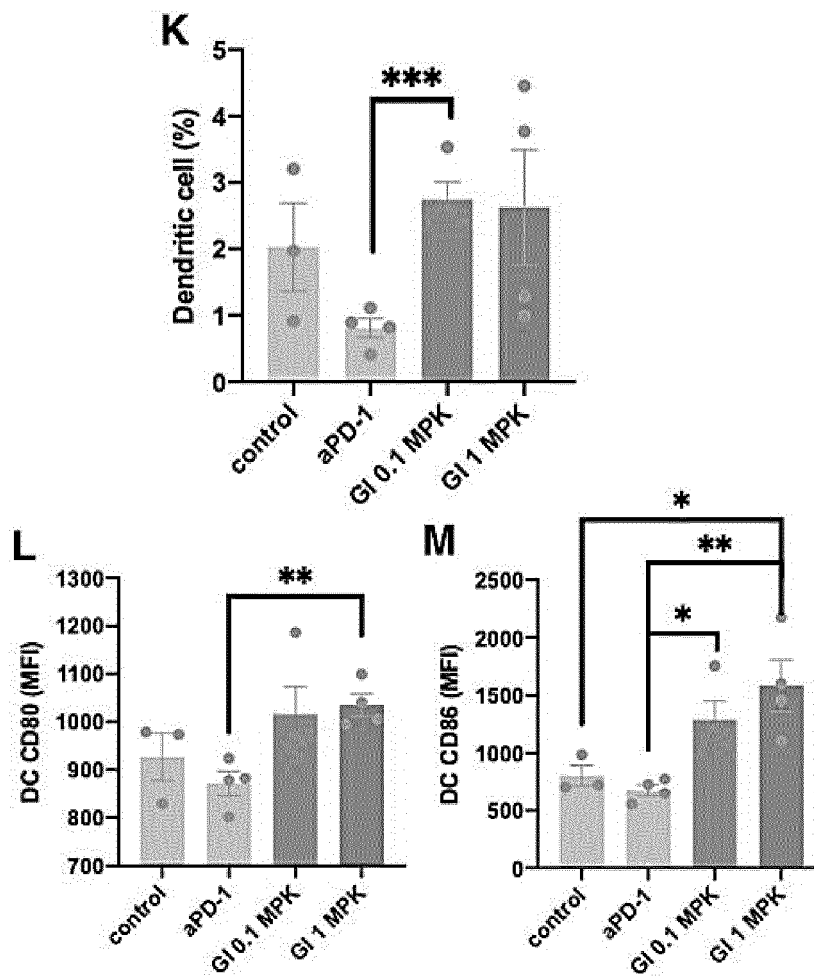 K
Dendritic cell (%)
5
4
3
2
1
0
***
control
aPD-1
GI 0.1 MPK
GI 1 MPK
L
DC CD80 (MFI)
1300
1200
1100
1000
900
800
700
**
control
aPD-1
GI 0.1 MPK
GI 1 MPK
M
DC CD86 (MFI)
2500
2000
1500
1000
500
0
*
**
*
control
aPD-1
GI 0.1 MPK
GI 1 MPK